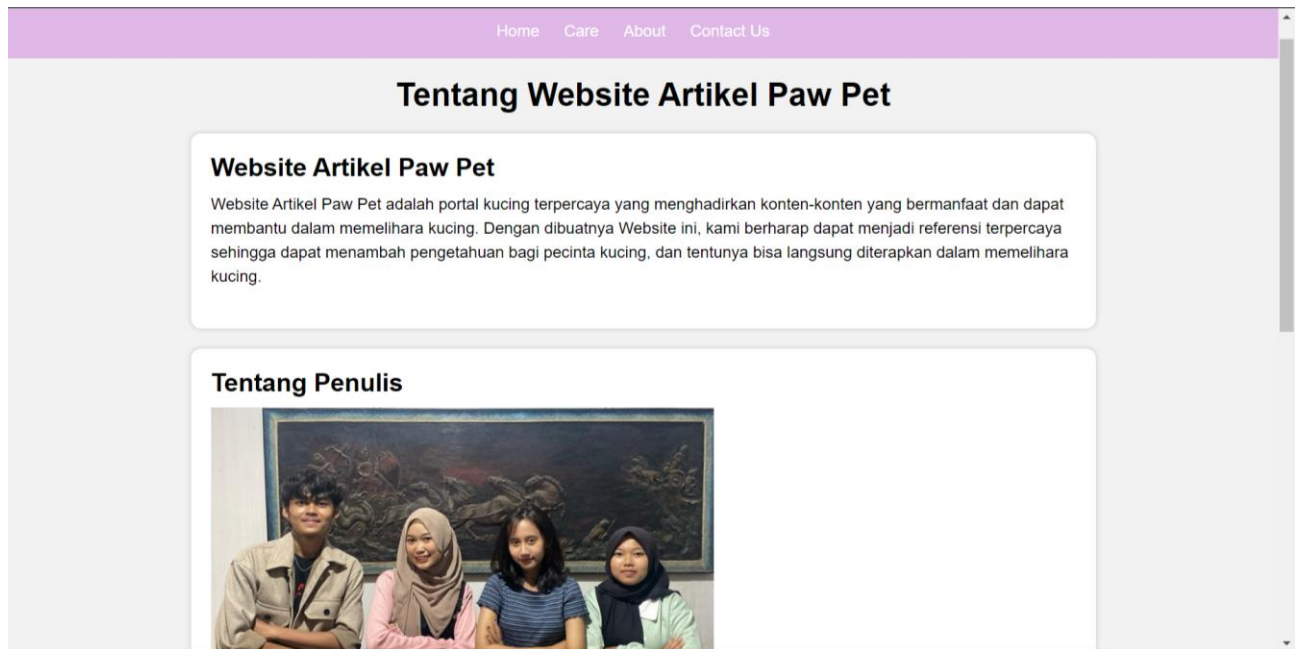 Home Care About Contact Us
Tentang Website Artikel Paw Pet
Website Artikel Paw Pet
Website Artikel Paw Pet adalah portal kucing terpercaya yang menghadirkan konten-konten yang bermanfaat dan dapat
membantu dalam memelihara kucing. Dengan dibuatnya Website ini, kami berharap dapat menjadi referensi terpercaya
sehingga dapat menambah pengetahuan bagi pecinta kucing, dan tentunya bisa langsung diterapkan dalam memelihara
kucing.
Tentang Penulis